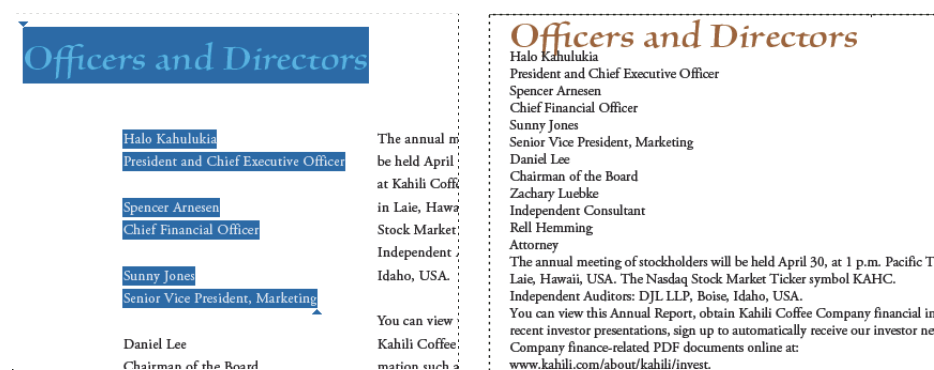 Officers and Directors
Halo Kahulukia
President and Chief Executive Officer
Spencer Arnesen
Chief Financial Officer
Sunny Jones
Senior Vice President, Marketing
Daniel Lee
Chairman of the Board
The annual
be held April
at Kahili
in Laie,
Stock Market
Independent
Idaho, USA.
You can view
Kahili Coffee
mation such
Officers and Directors
Halo Kahulukia
President and Chief Executive Officer
Spencer Arnesen
Chief Financial Officer
Sunny Jones
Senior Vice President, Marketing
Daniel Lee
Chairman of the Board
Zachary Luebke
Independent Consultant
Rell Hemming
Attorney
The annual meeting of stockholders will be held April 30, at 1 p.m. Pacific
Laie, Hawaii, USA. The Nasdaq Stock Market Ticker symbol KAHC.
Independent Auditors: DJL LLP, Boise, Idaho, USA.
You can view this Annual Report, obtain Kahili Coffee Company financial
recent investor presentations, sign up to automatically receive our investor
Company finance-related PDF documents online at:
www.kahili.com/about/kahili/invest.